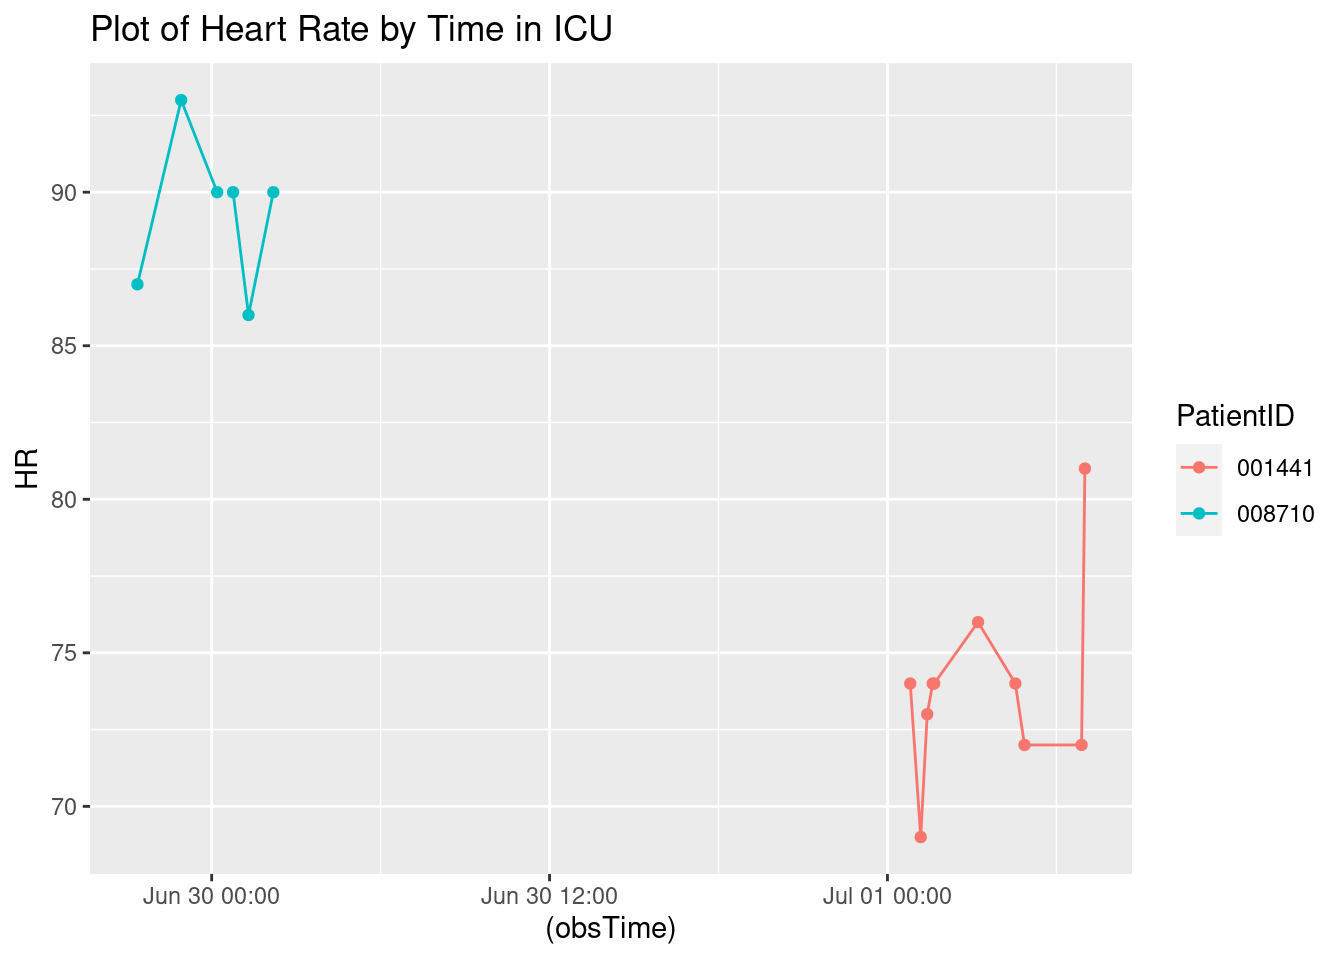 Plot of Heart Rate by Time in ICU
HR
90
85
80
75
70
Jun 30 00:00
Jun 30 12:00
Jul 01 00:00
(obsTime)
PatientID
001441
008710